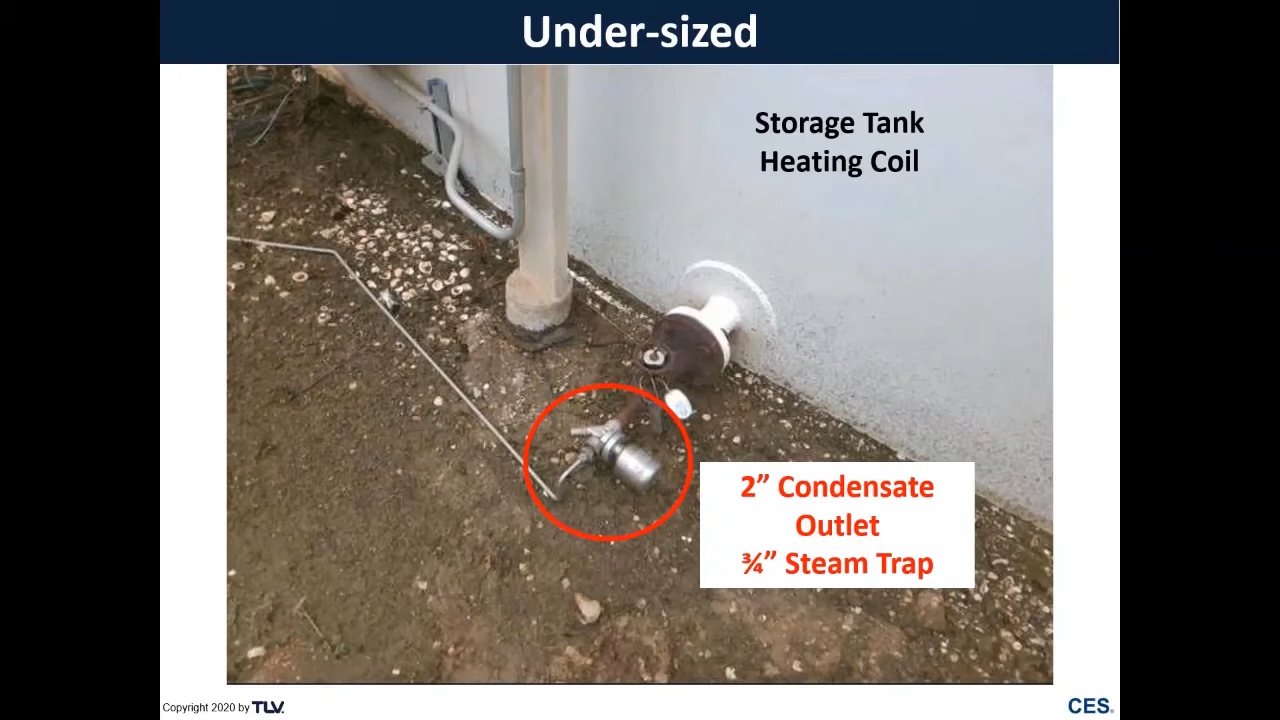 Under-sized
Storage Tank
Heating Coil
2” Condensate
Outlet
¾” Steam Trap
Copyright 2020 by TLV.
CES®